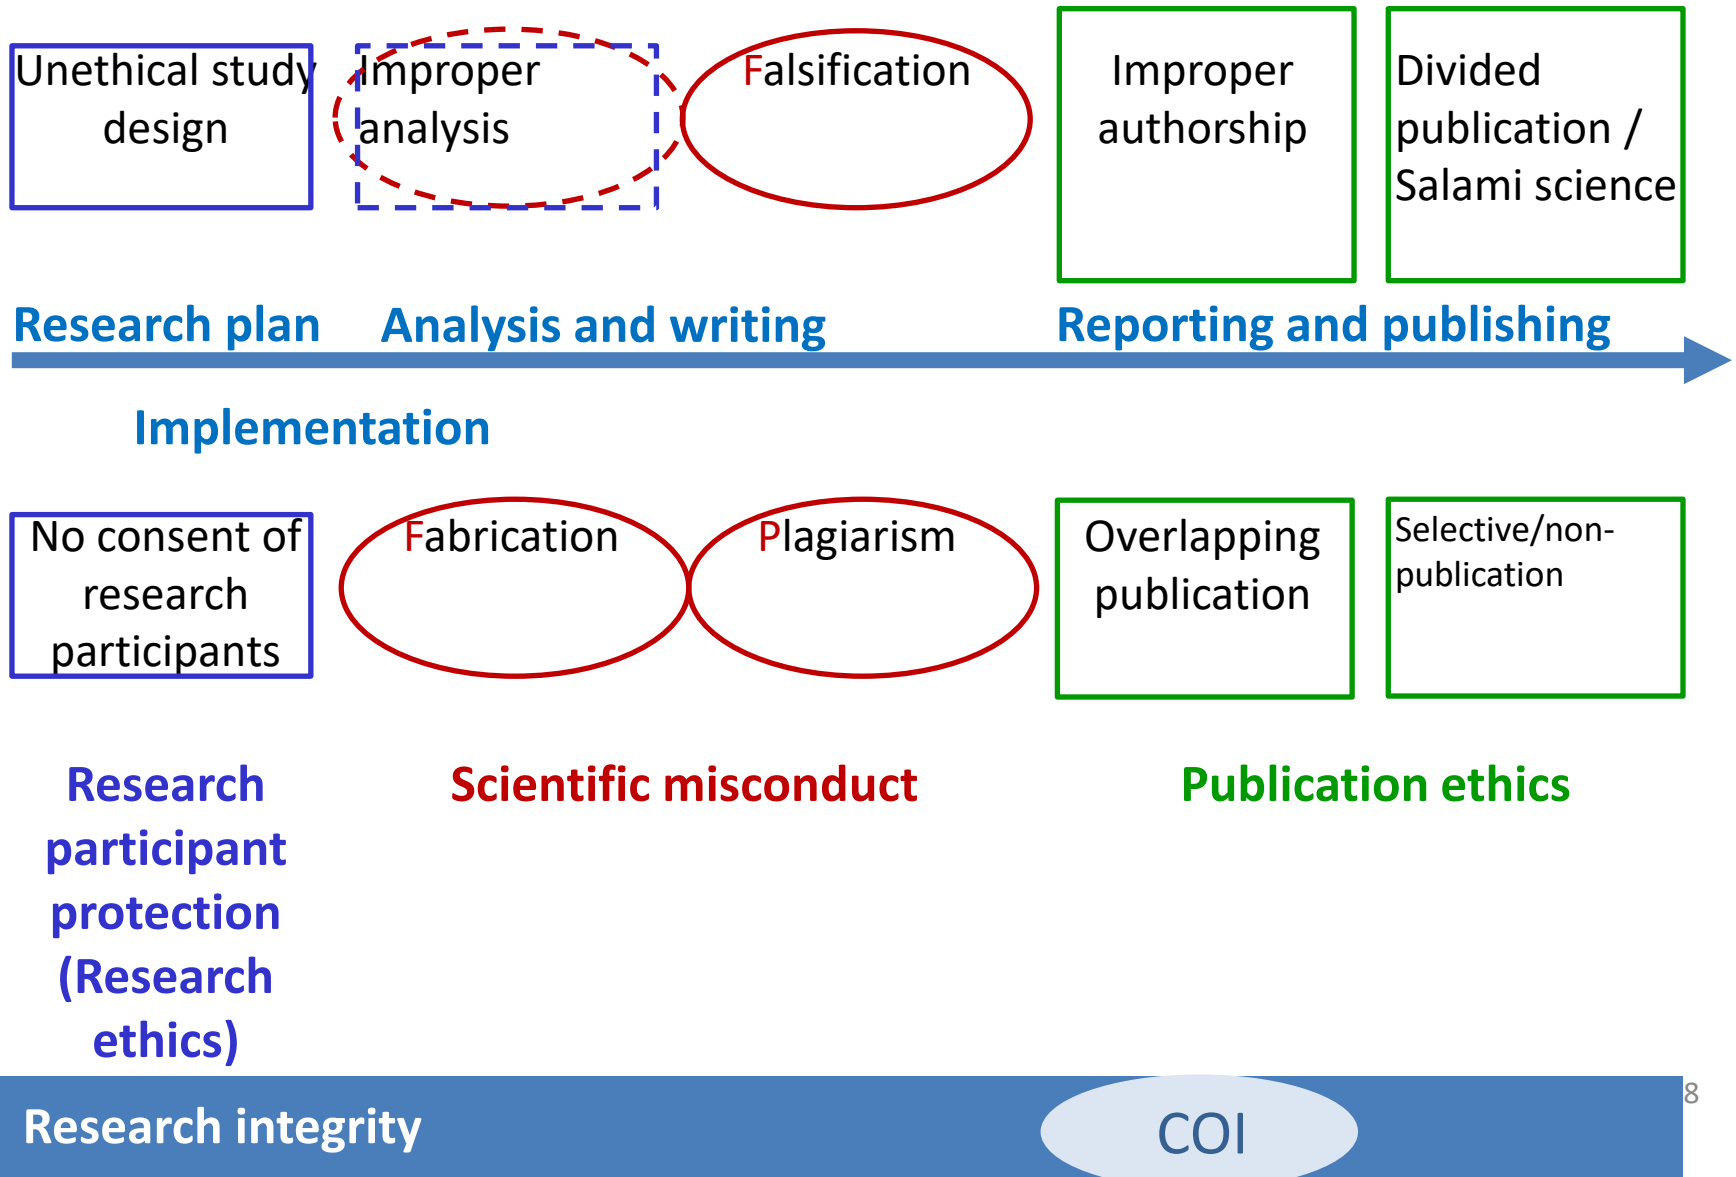 Unethical study
design
Improper
analysis
Falsification
Improper
authorship
Divided
publication /
Salami science
Research plan
Analysis and writing
Reporting and publishing
Implementation
No consent of
research
participants
Fabrication
Plagiarism
Overlapping
publication
Selective/non-
publication
Research
participant
protection
(Research
ethics)
Scientific misconduct
Publication ethics
8
Research integrity
COI